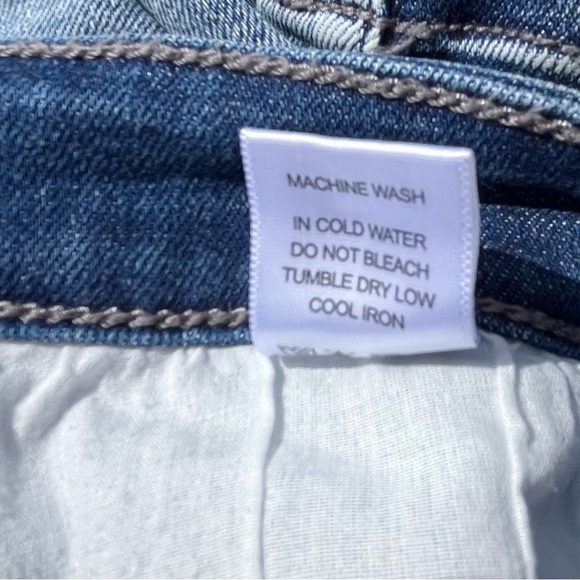 MACHINE WASH
IN COLD WATER
DO NOT BLEACH
TUMBLE DRY LOW
COOL IRON